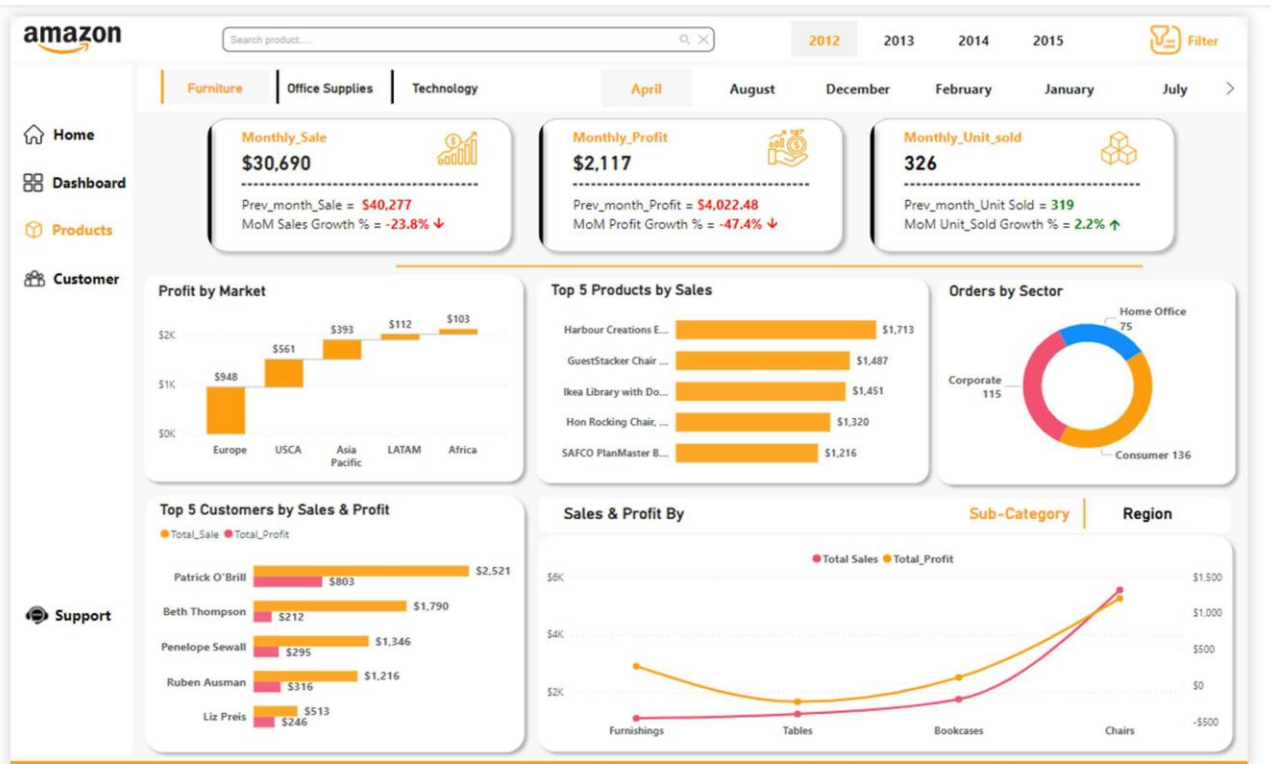 amazon
Search product.....
2012 2013 2014 2015
Filter
Furniture Office Supplies Technology
April August December February January July
Home
Dashboard
Products
Customer
Support
Monthly_Sale
$30,690
Prev_month_Sale = $40,277
MoM Sales Growth % = -23.8%
Monthly_Profit
$2,117
Prev_month_Profit = $4,022.48
MoM Profit Growth % = -47.4%
Monthly_Unit_sold
326
Prev_month_Unit Sold = 319
MoM Unit_Sold Growth % = 2.2%
Profit by Market
$2K
$1K
$0K
$948
$561
$393
$112
$103
Europe USCA Asia Pacific LATAM Africa
Top 5 Products by Sales
Harbour Creations E... $1,713
GuestStacker Chair ... $1,487
Ikea Library with Do... $1,451
Hon Rocking Chair, ... $1,320
SAFCO PlanMaster B... $1,216
Orders by Sector
Home Office
75
Corporate
115
Consumer 136
Top 5 Customers by Sales & Profit
Total_Sale Total_Profit
Patrick O'Brill $2,521
$803
Beth Thompson $1,790
$212
Penelope Sewall $1,346
$295
Ruben Ausman $1,216
$316
Liz Preis $513
$246
Sales & Profit By
Sub-Category Region
Total Sales Total_Profit
$6K
$4K
$2K
$1.500
$1,000
$500
$0
-$500
Furnishings Tables Bookcases Chairs